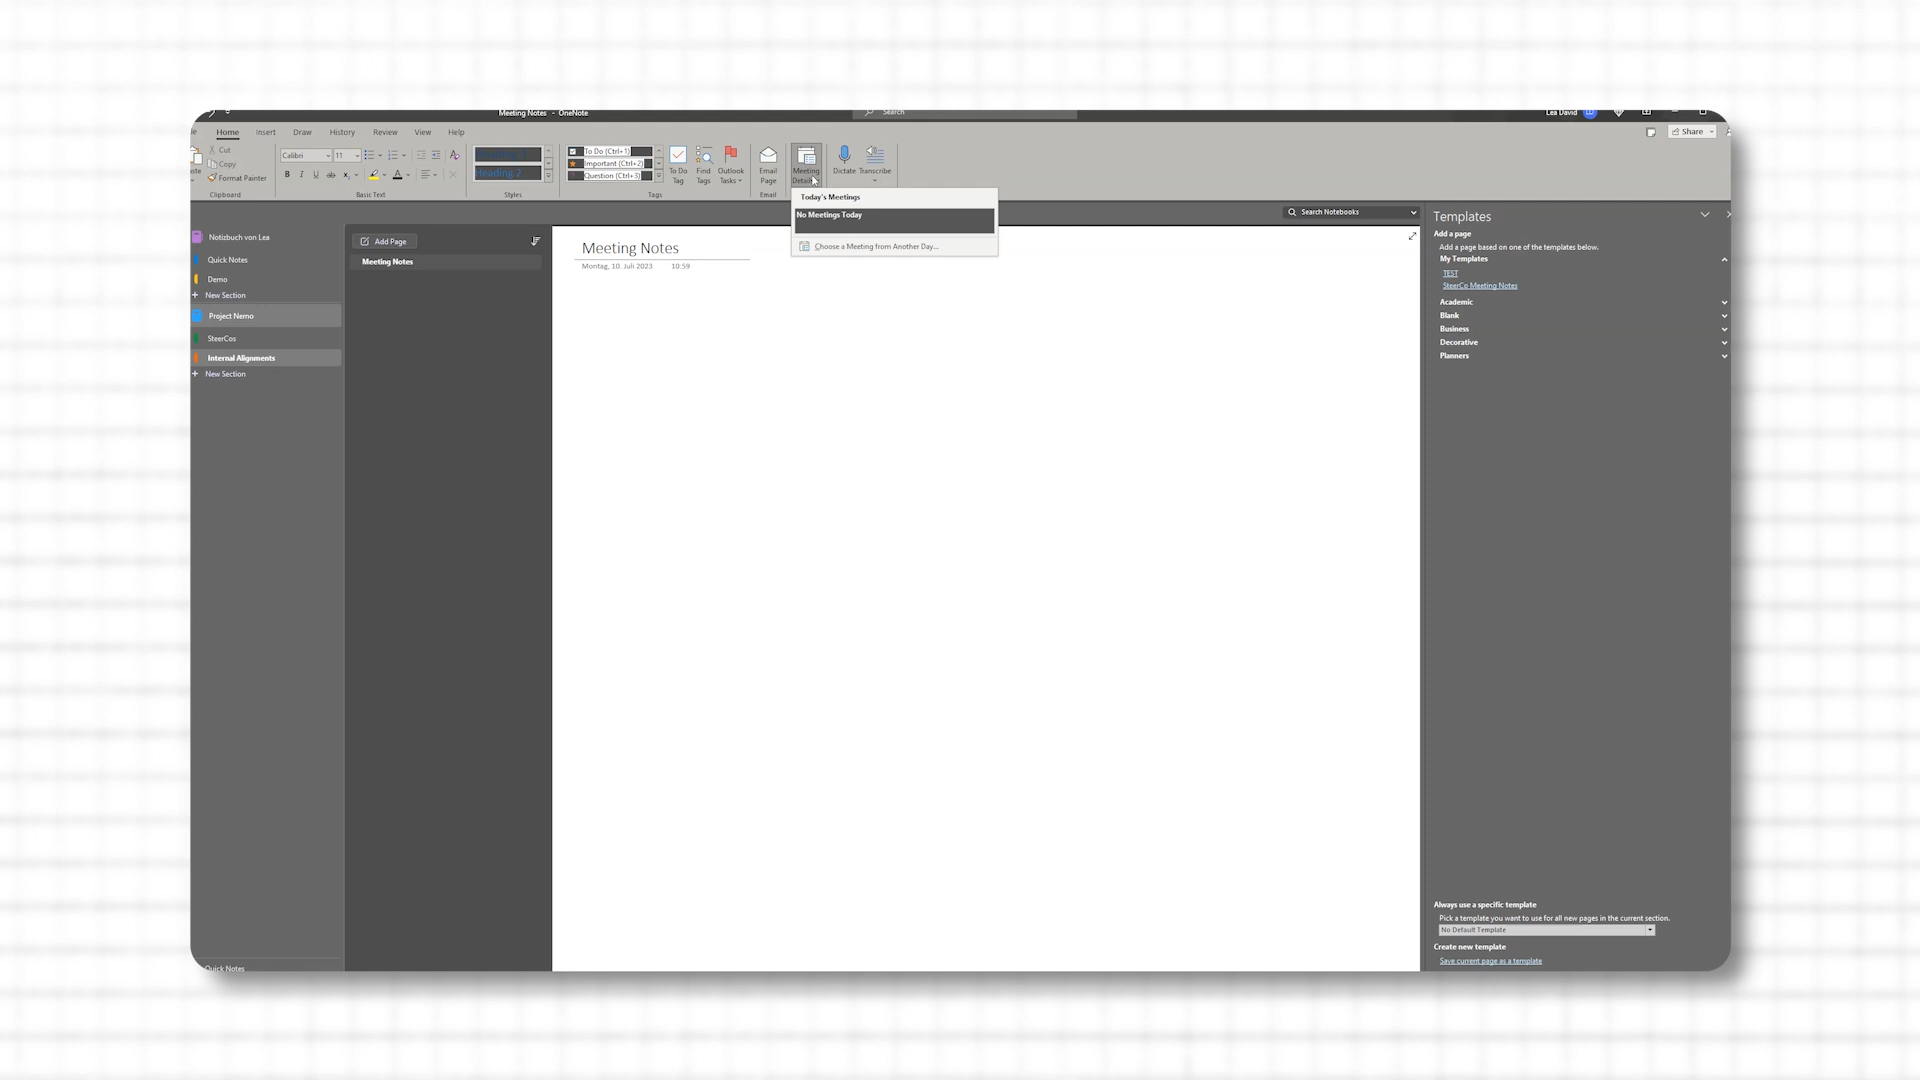 Meeting Notes - OneNote
Search
Lea David
Home Insert Draw History Review View Help
Share
Cut
Copy
Format Painter
Clipboard
Calibri 11
B I U ab x
A
Basic Text
Heading 1
Heading 2
Styles
To Do (Ctrl+1)
Important (Ctrl+2)
Question (Ctrl+3)
Tags
To Do
Tag
Find
Tags
Outlook
Tasks
Email
Page
Email
Meeting
Details
Dictate
Transcribe
Today's Meetings
No Meetings Today
Choose a Meeting from Another Day...
Search Notebooks
Notizbuch von Lea
Quick Notes
Demo
New Section
Project Nemo
SteerCos
Internal Alignments
New Section
Quick Notes
Add Page
Meeting Notes
Meeting Notes
Montag, 10. Juli 2023 10:59
Templates
Add a page
Add a page based on one of the templates below.
My Templates
TEST
SteerCo Meeting Notes
Academic
Blank
Business
Decorative
Planners
Always use a specific template
Pick a template you want to use for all new pages in the current section.
No Default Template
Create new template
Save current page as a template